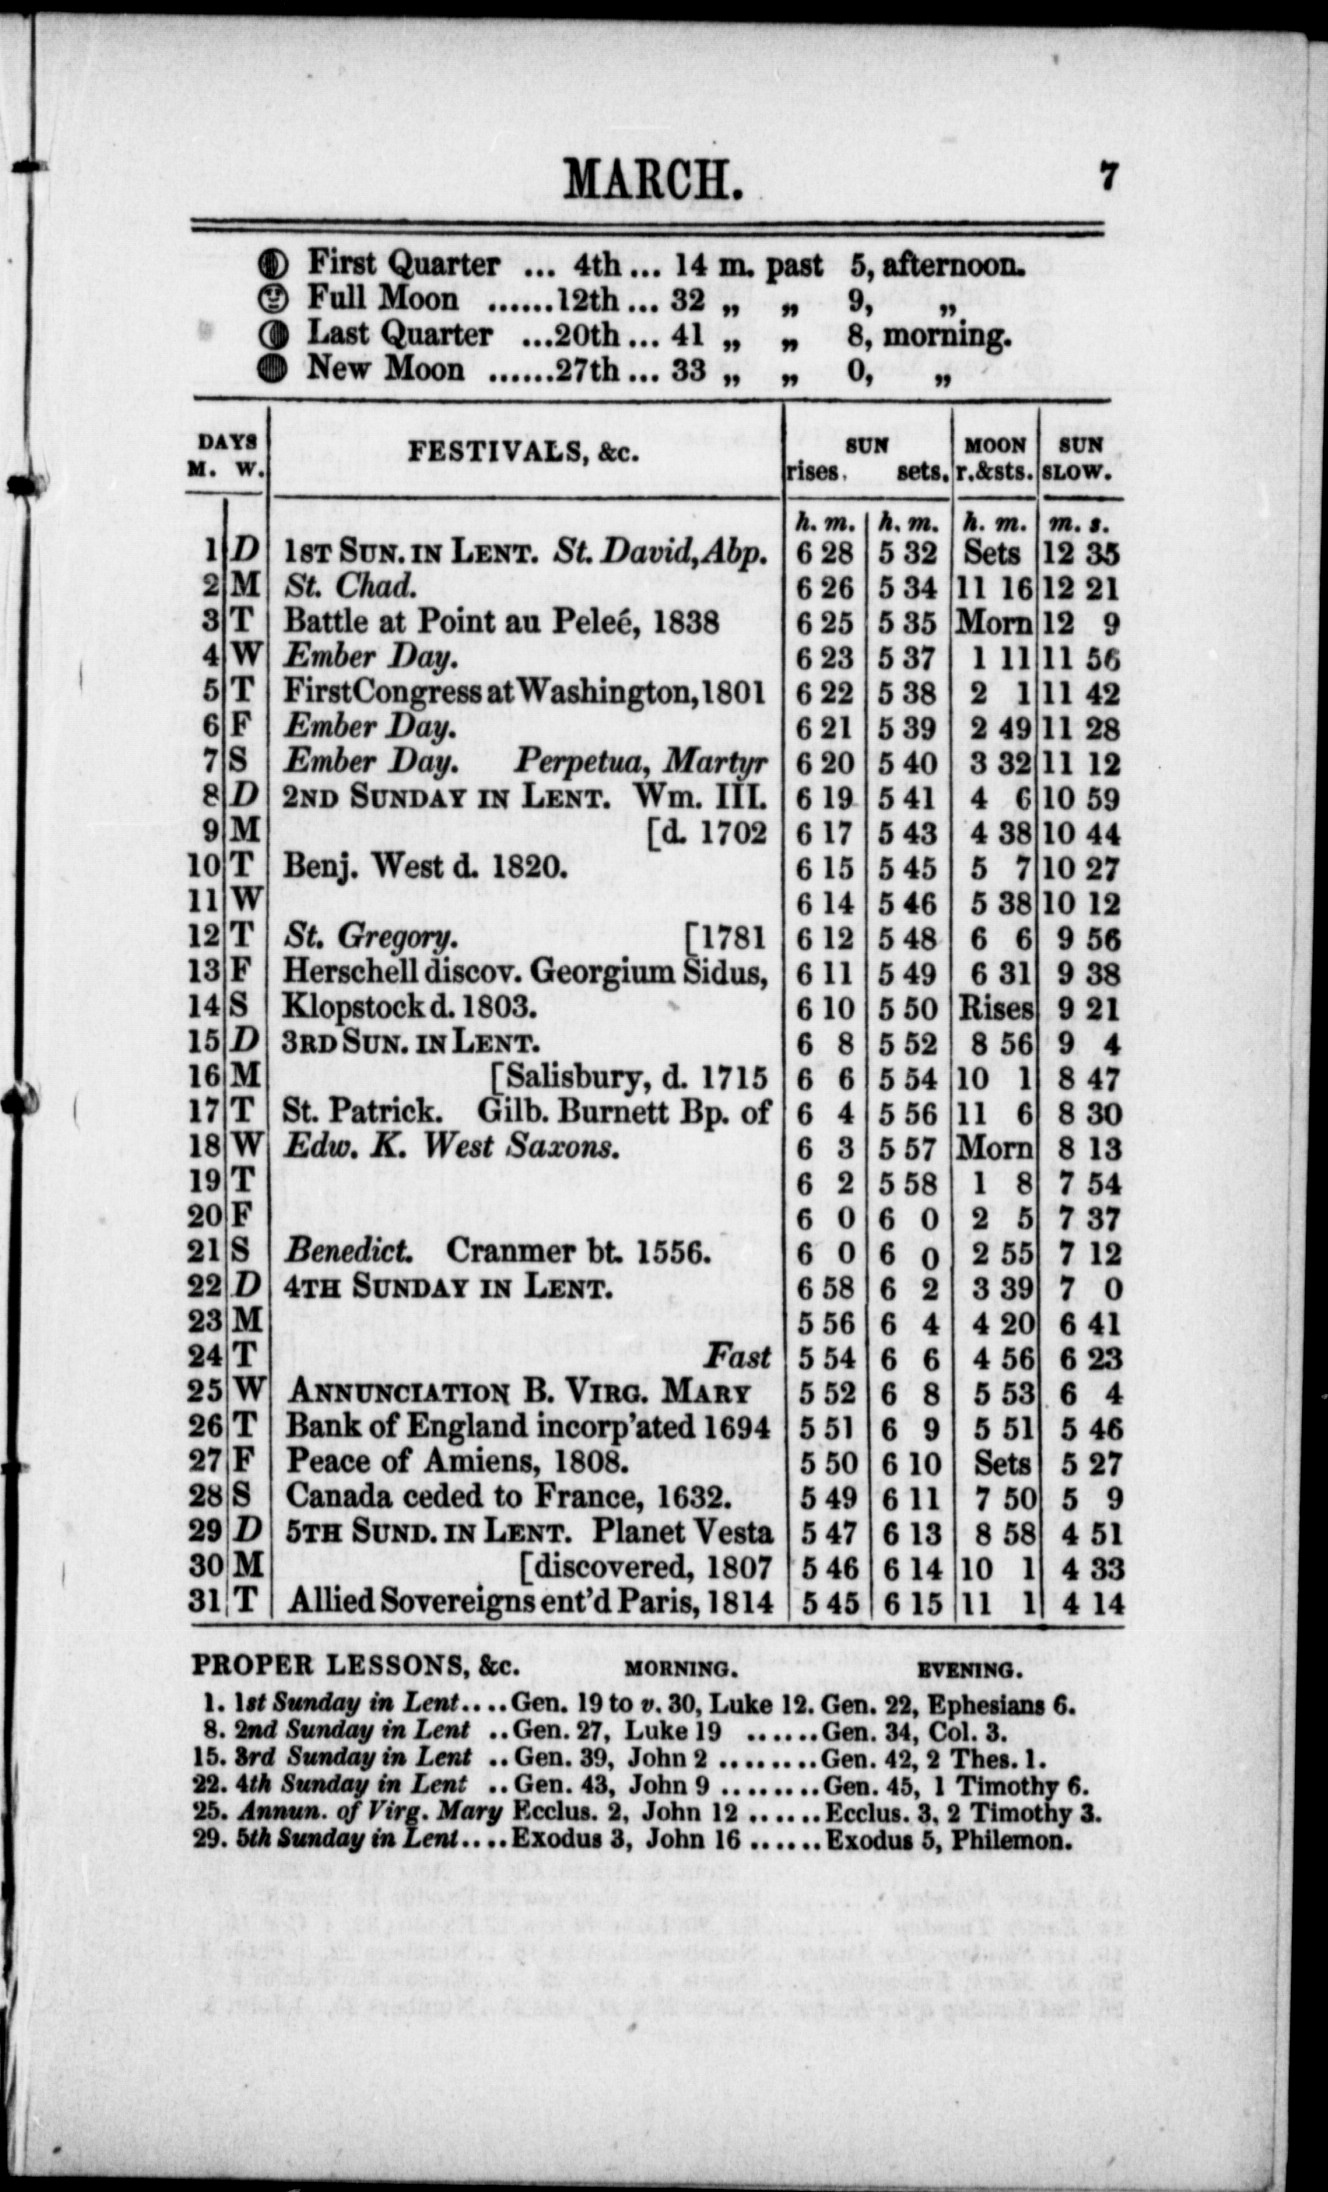 MARCH. 7
First Quarter ... 4th ... 14 m. past 5, afternoon.
Full Moon ......12th ... 32 „ „ 9, „
Last Quarter ...20th ... 41 „ „ 8, morning.
New Moon ......27th ... 33 „ „ 0, „
DAYS FESTIVALS, &c. SUN MOON SUN
M. W. rises, sets. r.&sts. SLOW.
h. m. h. m. h. m. m. s.
1 D 1ST SUN. IN LENT. St. David, Abp. 6 28 5 32 Sets 12 35
2 M St. Chad. 6 26 5 34 11 16 12 21
3 T Battle at Point au Peleé, 1838 6 25 5 35 Morn 12 9
4 W Ember Day. 6 23 5 37 1 11 11 56
5 T First Congress at Washington, 1801 6 22 5 38 2 1 11 42
6 F Ember Day. 6 21 5 39 2 49 11 28
7 S Ember Day. Perpetua, Martyr 6 20 5 40 3 32 11 12
8 D 2ND SUNDAY IN LENT. Wm. III. 6 19 5 41 4 6 10 59
9 M [d. 1702 6 17 5 43 4 38 10 44
10 T Benj. West d. 1820. 6 15 5 45 5 7 10 27
11 W 6 14 5 46 5 38 10 12
12 T St. Gregory. [1781 6 12 5 48 6 6 9 56
13 F Herschell discov. Georgium Sidus, 6 11 5 49 6 31 9 38
14 S Klopstock d. 1803. 6 10 5 50 Rises 9 21
15 D 3RD SUN. IN LENT. 6 8 5 52 8 56 9 4
16 M [Salisbury, d. 1715 6 6 5 54 10 1 8 47
17 T St. Patrick. Gilb. Burnett Bp. of 6 4 5 56 11 6 8 30
18 W Edw. K. West Saxons. 6 3 5 57 Morn 8 13
19 T 6 2 5 58 1 8 7 54
20 F 6 0 6 0 2 5 7 37
21 S Benedict. Cranmer bt. 1556. 6 0 6 0 2 55 7 12
22 D 4TH SUNDAY IN LENT. 6 58 6 2 3 39 7 0
23 M 5 56 6 4 4 20 6 41
24 T Fast 5 54 6 6 4 56 6 23
25 W ANNUNCIATION B. VIRG. MARY 5 52 6 8 5 53 6 4
26 T Bank of England incorp'ated 1694 5 51 6 9 5 51 5 46
27 F Peace of Amiens, 1808. 5 50 6 10 Sets 5 27
28 S Canada ceded to France, 1632. 5 49 6 11 7 50 5 9
29 D 5TH SUND. IN LENT. Planet Vesta 5 47 6 13 8 58 4 51
30 M [discovered, 1807 5 46 6 14 10 1 4 33
31 T Allied Sovereigns ent'd Paris, 1814 5 45 6 15 11 1 4 14
PROPER LESSONS, &c. MORNING. EVENING.
1. 1st Sunday in Lent....Gen. 19 to v. 30, Luke 12. Gen. 22, Ephesians 6.
8. 2nd Sunday in Lent ..Gen. 27, Luke 19 ......Gen. 34, Col. 3.
15. 3rd Sunday in Lent ..Gen. 39, John 2 ........Gen. 42, 2 Thes. 1.
22. 4th Sunday in Lent ..Gen. 43, John 9 ........Gen. 45, 1 Timothy 6.
25. Annun. of Virg. Mary Ecclus. 2, John 12 ......Ecclus. 3, 2 Timothy 3.
29. 5th Sunday in Lent....Exodus 3, John 16 ......Exodus 5, Philemon.